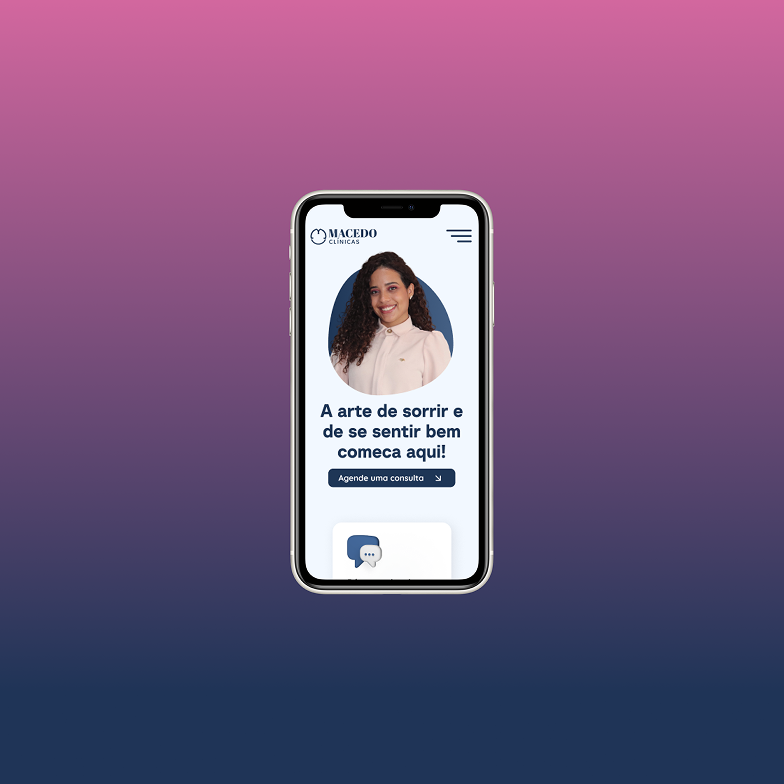 MACEDO
CLÍNICAS
A arte de sorrir e
de se sentir bem
comeca aqui!
Agende uma consulta